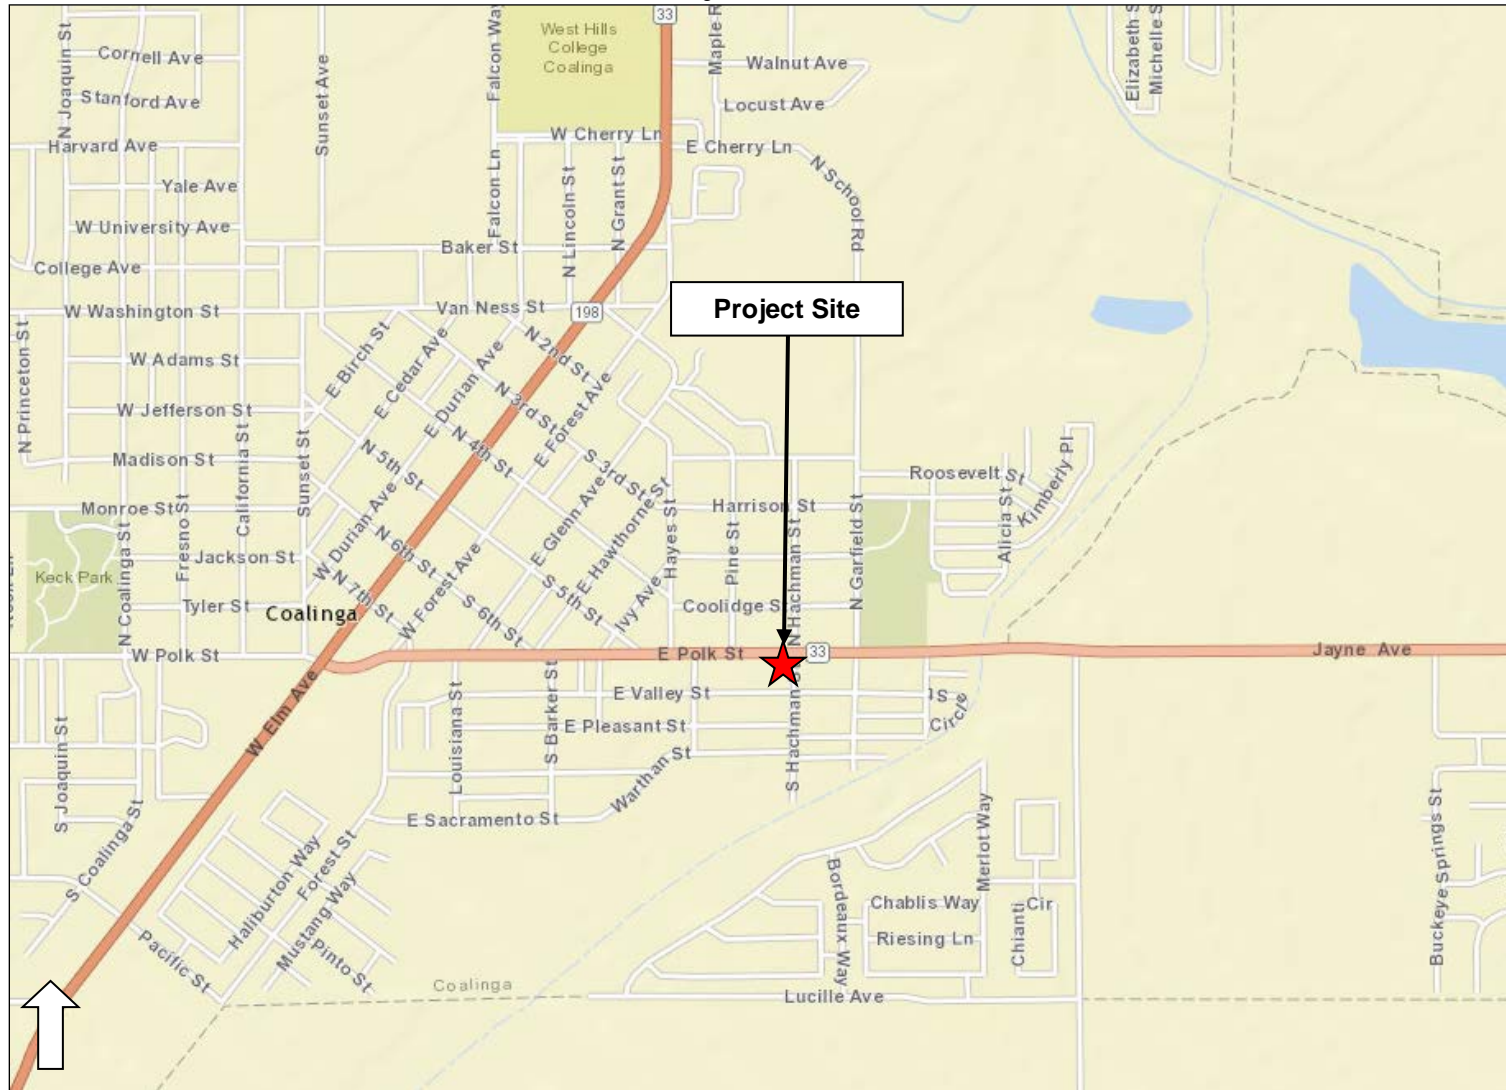 33
West Hills
College
Coalinga
N Joaquin St
Cornell Ave
Stanford Ave
Sunset Ave
Falcon Way
Walnut Ave
Locust Ave
Elizabeth S
Michelle S
Harvard Ave
W Cherry Ln
E Cherry Ln
N School Rd
Yale Ave
Falcon Ln
N Lincoln St
N Grant St
W University Ave
Baker St
College Ave
W Washington St
Van Ness St
198
Project Site
N Princeton St
W Adams St
E Birch St
E Cedar Ave
E Durian Ave
N 2nd St
W Jefferson St
N 3rd St
E Forest Ave
Madison St
California St
Sunset St
N 5th St
N 4th St
S 3rd St
Roosevelt St
Kimberly Pl
Monroe St
Fresno St
W Durian Ave
E Glenn Ave
E Hawthorne St
Hayes St
Harrison St
Pine St
N Hachman St
N Garfield St
Alicia St
Keck Park
N Coalinga St
Jackson St
N 6th St
Tyler St
Coalinga
N 7th St
W Forest Ave
S 6th St
S 5th St
Ivy Ave
Coolidge S
W Polk St
E Polk St
33
Jayne Ave
W Elm Ave
E Valley St
S
Circle
Louisiana St
S Barker St
E Pleasant St
S Hachman S
Warthan St
S Joaquin St
S Coalinga St
E Sacramento St
Haliburton Way
Forest St
Mustang Way
Pinto St
Pacific St
Bordeaux Way
Merlot Way
Chablis Way
Riesing Ln
Chianti
Cir
Buckeye Springs St
Coalinga
Lucille Ave